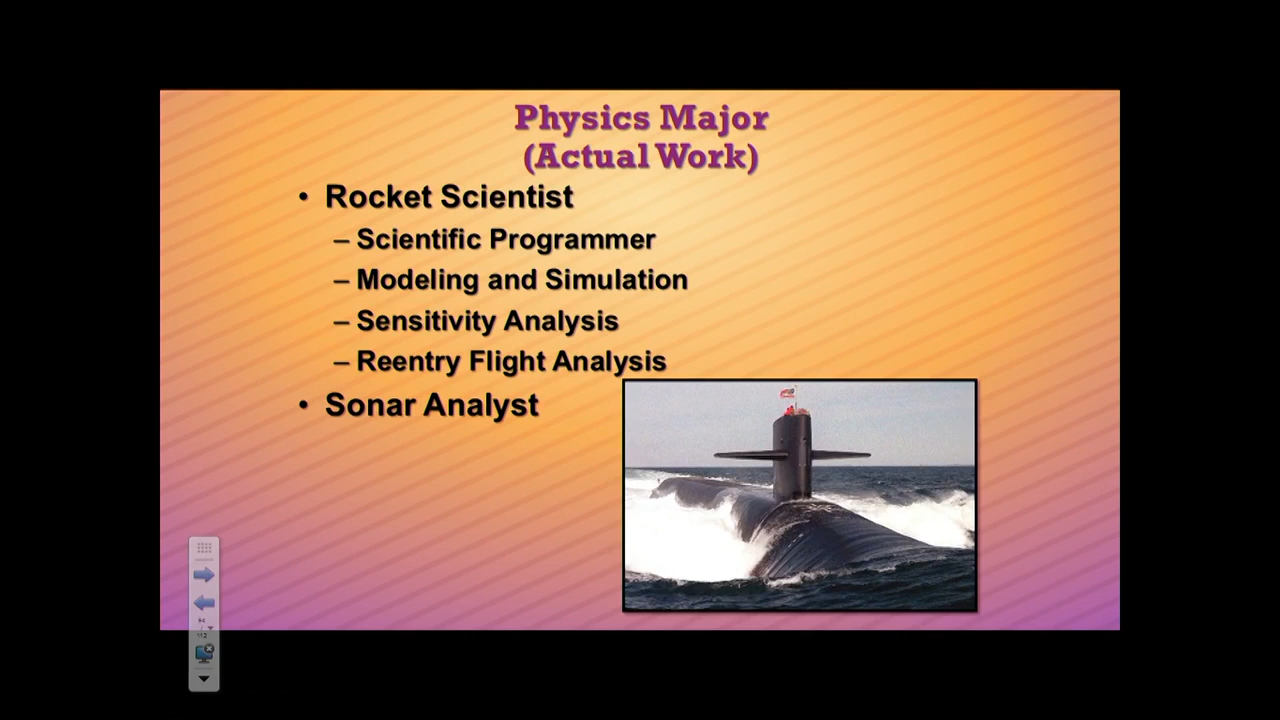 Physics Major
(Actual Work)
• Rocket Scientist
– Scientific Programmer
– Modeling and Simulation
– Sensitivity Analysis
– Reentry Flight Analysis
• Sonar Analyst